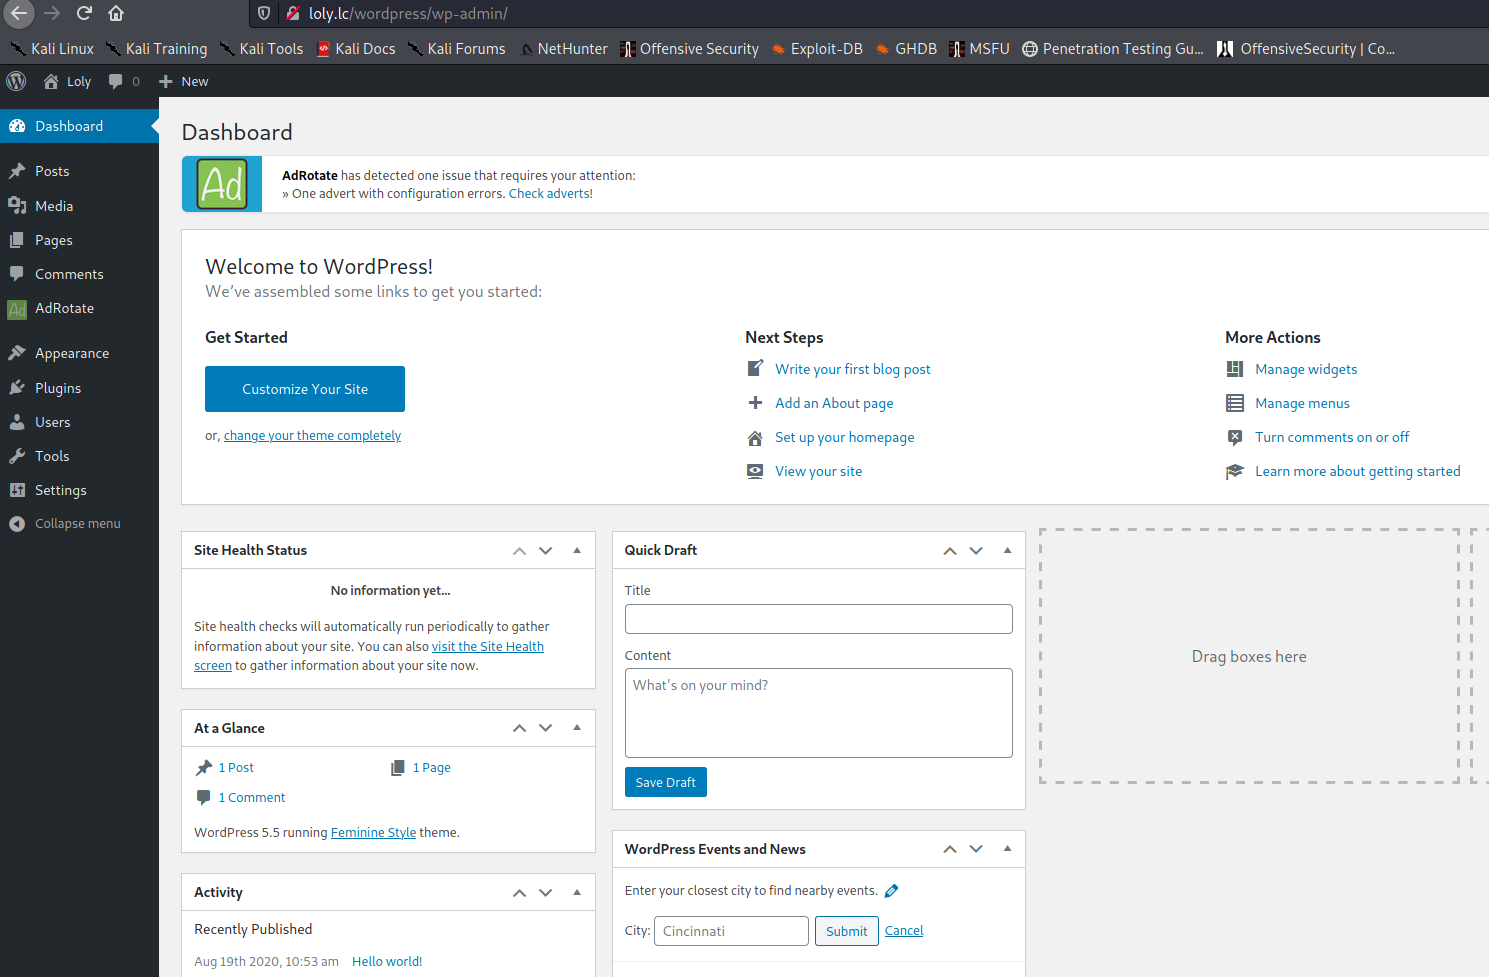 loly.lc/wordpress/wp-admin/
Kali Linux Kali Training Kali Tools Kali Docs Kali Forums NetHunter Offensive Security Exploit-DB GHDB MSFU Penetration Testing Gu... OffensiveSecurity | Co...
Loly 0 New
Dashboard
Posts
Media
Pages
Comments
Ad AdRotate
Appearance
Plugins
Users
Tools
Settings
Collapse menu
Dashboard
Ad
AdRotate has detected one issue that requires your attention:
» One advert with configuration errors. Check adverts!
Welcome to WordPress!
We've assembled some links to get you started:
Get Started
Customize Your Site
or, change your theme completely
Next Steps
Write your first blog post
Add an About page
Set up your homepage
View your site
More Actions
Manage widgets
Manage menus
Turn comments on or off
Learn more about getting started
Site Health Status
No information yet...
Site health checks will automatically run periodically to gather
information about your site. You can also visit the Site Health
screen to gather information about your site now.
At a Glance
1 Post 1 Page
1 Comment
WordPress 5.5 running Feminine Style theme.
Activity
Recently Published
Aug 19th 2020, 10:53 am Hello world!
Quick Draft
Title
Content
What's on your mind?
Save Draft
WordPress Events and News
Enter your closest city to find nearby events.
City: Cincinnati Submit Cancel
Drag boxes here